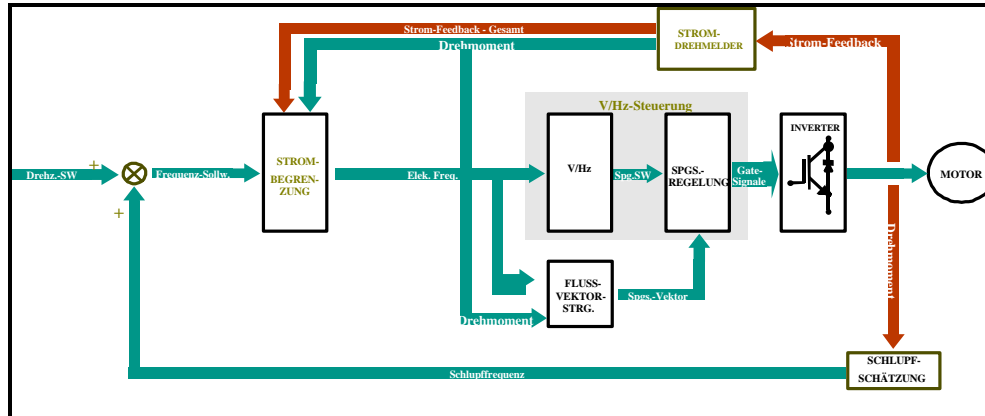 Strom-Feedback - Gesamt
Drehmoment
STROM-
DREHMELDER
Strom-Feedback
V/Hz-Steuerung
INVERTER
+
Drehz.-SW
Frequenz-Sollw.
STROM-
BEGREN-
ZUNG
Elek. Freq.
V/Hz
Spg.SW
SPGS.-
REGELUNG
Gate-
Signale
MOTOR
+
Drehmoment
FLUSS-
VEKTOR-
STRG.
Spgs.-Vektor
Drehmoment
SCHLUPF-
SCHÄTZUNG
Schlupffrequenz